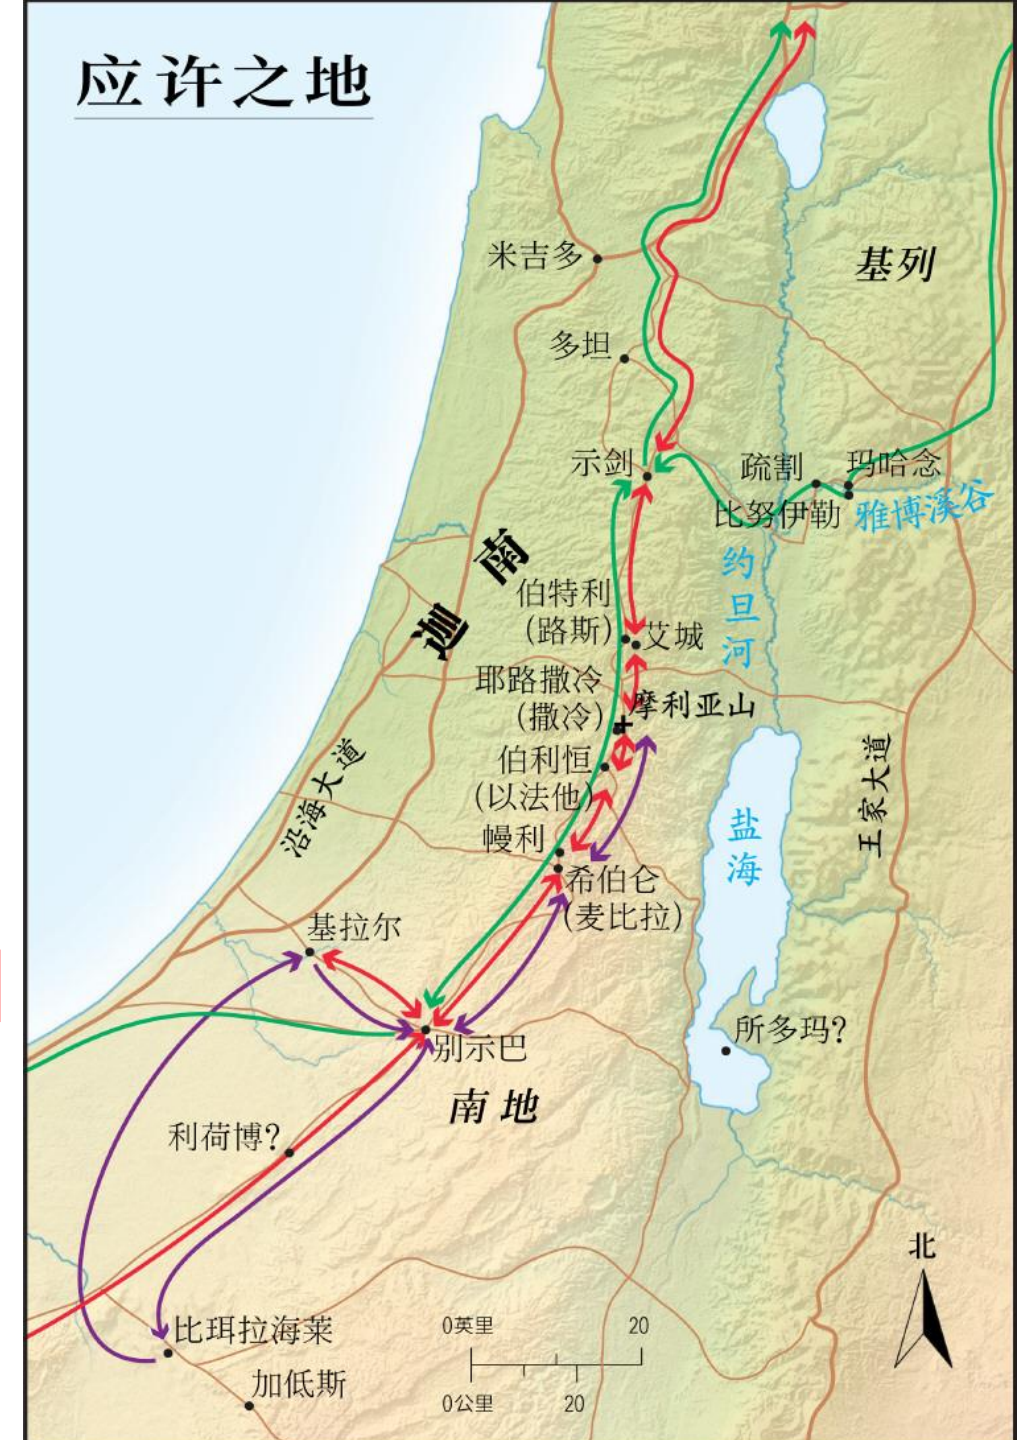 应许之地
米吉多
基列
多坦
示剑
疏割
玛哈念
比努伊勒
雅博溪谷
约旦河
迦南
伯特利
(路斯)
艾城
耶路撒冷
(撒冷)
摩利亚山
伯利恒
(以法他)
沿海大道
王家大道
盐海
幔利
希伯仑
(麦比拉)
基拉尔
别示巴
所多玛?
南地
利荷博?
北
比珥拉海莱
加低斯
0英里 20
0公里 20